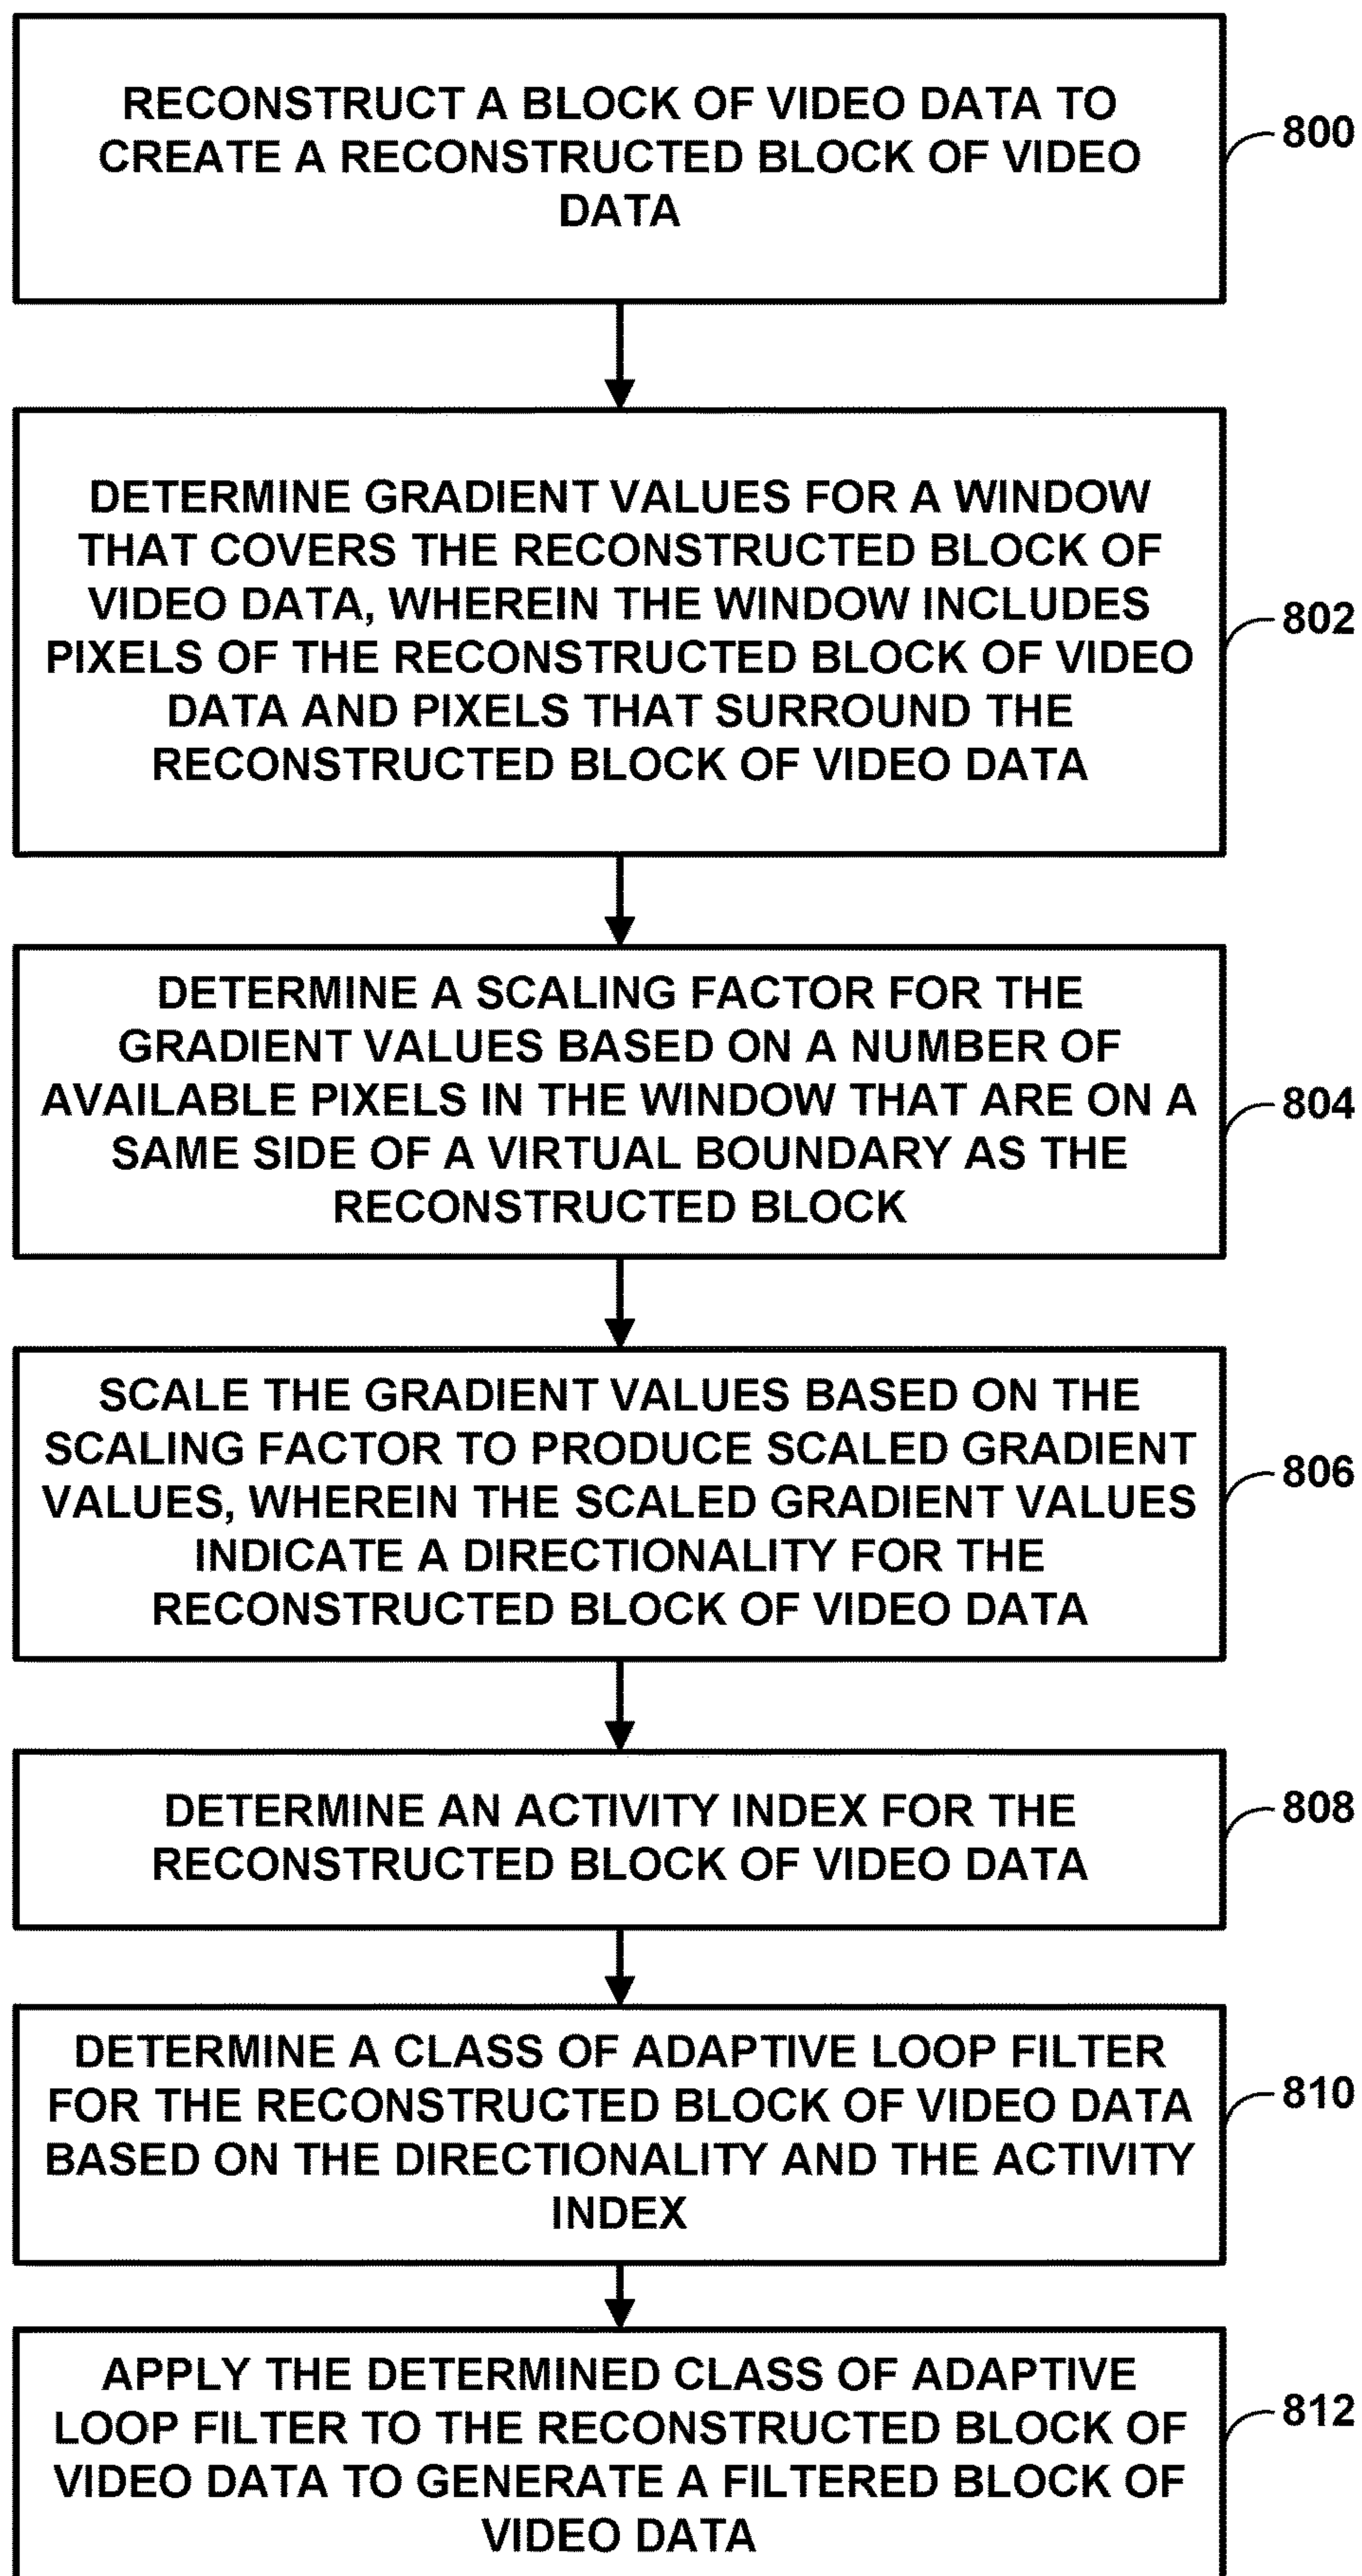 RECONSTRUCT A BLOCK OF VIDEO DATA TO
CREATE A RECONSTRUCTED BLOCK OF VIDEO
DATA
800
DETERMINE GRADIENT VALUES FOR A WINDOW
THAT COVERS THE RECONSTRUCTED BLOCK OF
VIDEO DATA, WHEREIN THE WINDOW INCLUDES
PIXELS OF THE RECONSTRUCTED BLOCK OF VIDEO
DATA AND PIXELS THAT SURROUND THE
RECONSTRUCTED BLOCK OF VIDEO DATA
802
DETERMINE A SCALING FACTOR FOR THE
GRADIENT VALUES BASED ON A NUMBER OF
AVAILABLE PIXELS IN THE WINDOW THAT ARE ON A
SAME SIDE OF A VIRTUAL BOUNDARY AS THE
RECONSTRUCTED BLOCK
804
SCALE THE GRADIENT VALUES BASED ON THE
SCALING FACTOR TO PRODUCE SCALED GRADIENT
VALUES, WHEREIN THE SCALED GRADIENT VALUES
INDICATE A DIRECTIONALITY FOR THE
RECONSTRUCTED BLOCK OF VIDEO DATA
806
DETERMINE AN ACTIVITY INDEX FOR THE
RECONSTRUCTED BLOCK OF VIDEO DATA
808
DETERMINE A CLASS OF ADAPTIVE LOOP FILTER
FOR THE RECONSTRUCTED BLOCK OF VIDEO DATA
BASED ON THE DIRECTIONALITY AND THE ACTIVITY
INDEX
810
APPLY THE DETERMINED CLASS OF ADAPTIVE
LOOP FILTER TO THE RECONSTRUCTED BLOCK OF
VIDEO DATA TO GENERATE A FILTERED BLOCK OF
VIDEO DATA
812